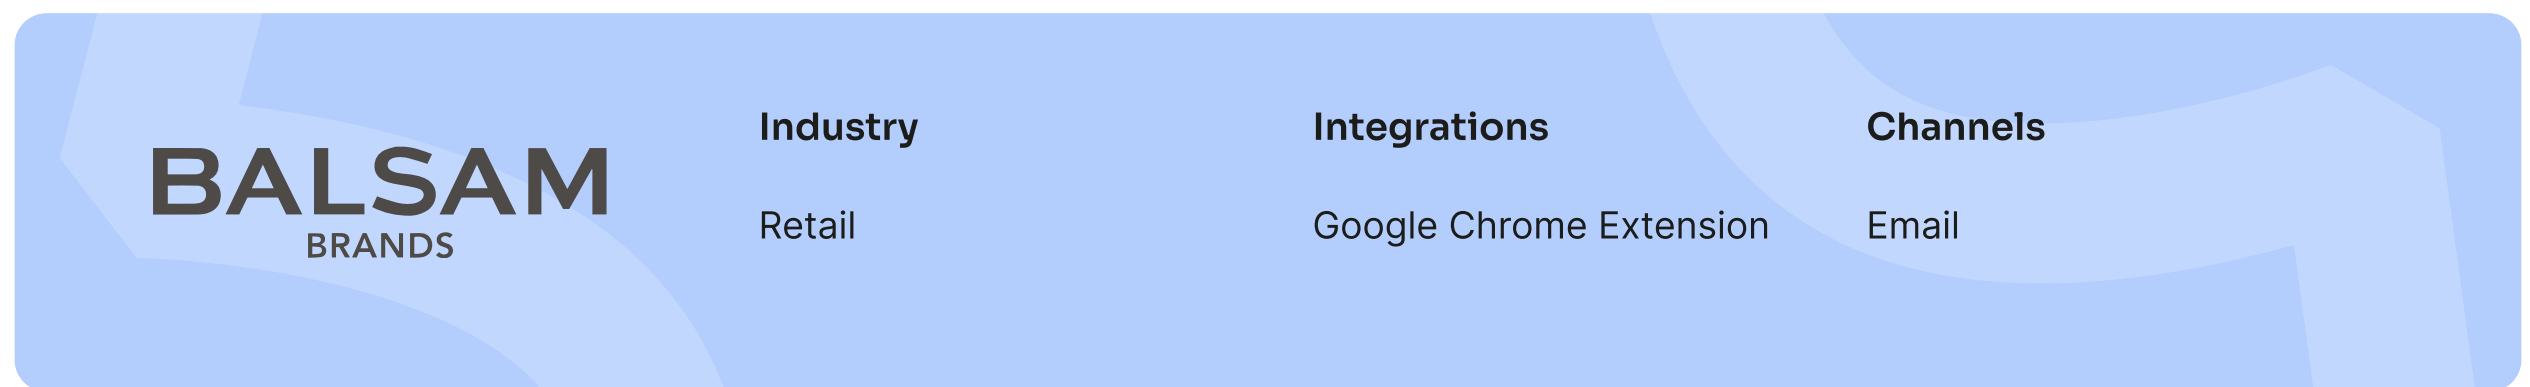 BALSAM
BRANDS
Industry
Retail
Integrations
Google Chrome Extension
Channels
Email